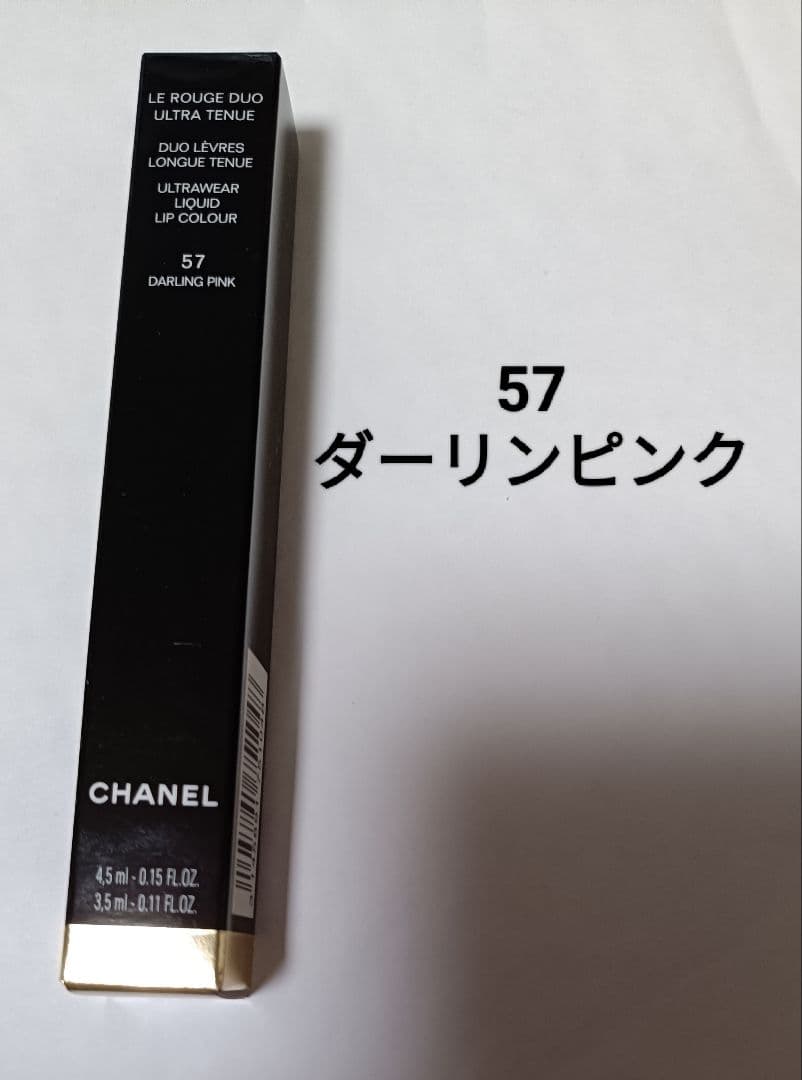 LE ROUGE DUO
ULTRA TENUE
DUO LÈVRES
LONGUE TENUE
ULTRAWEAR
LIQUID
LIP COLOUR
57
DARLING PINK
CHANEL
4,5 ml - 0.15 FL.OZ.
3,5 ml - 0.11 FL.OZ.
57
ダーリンピンク